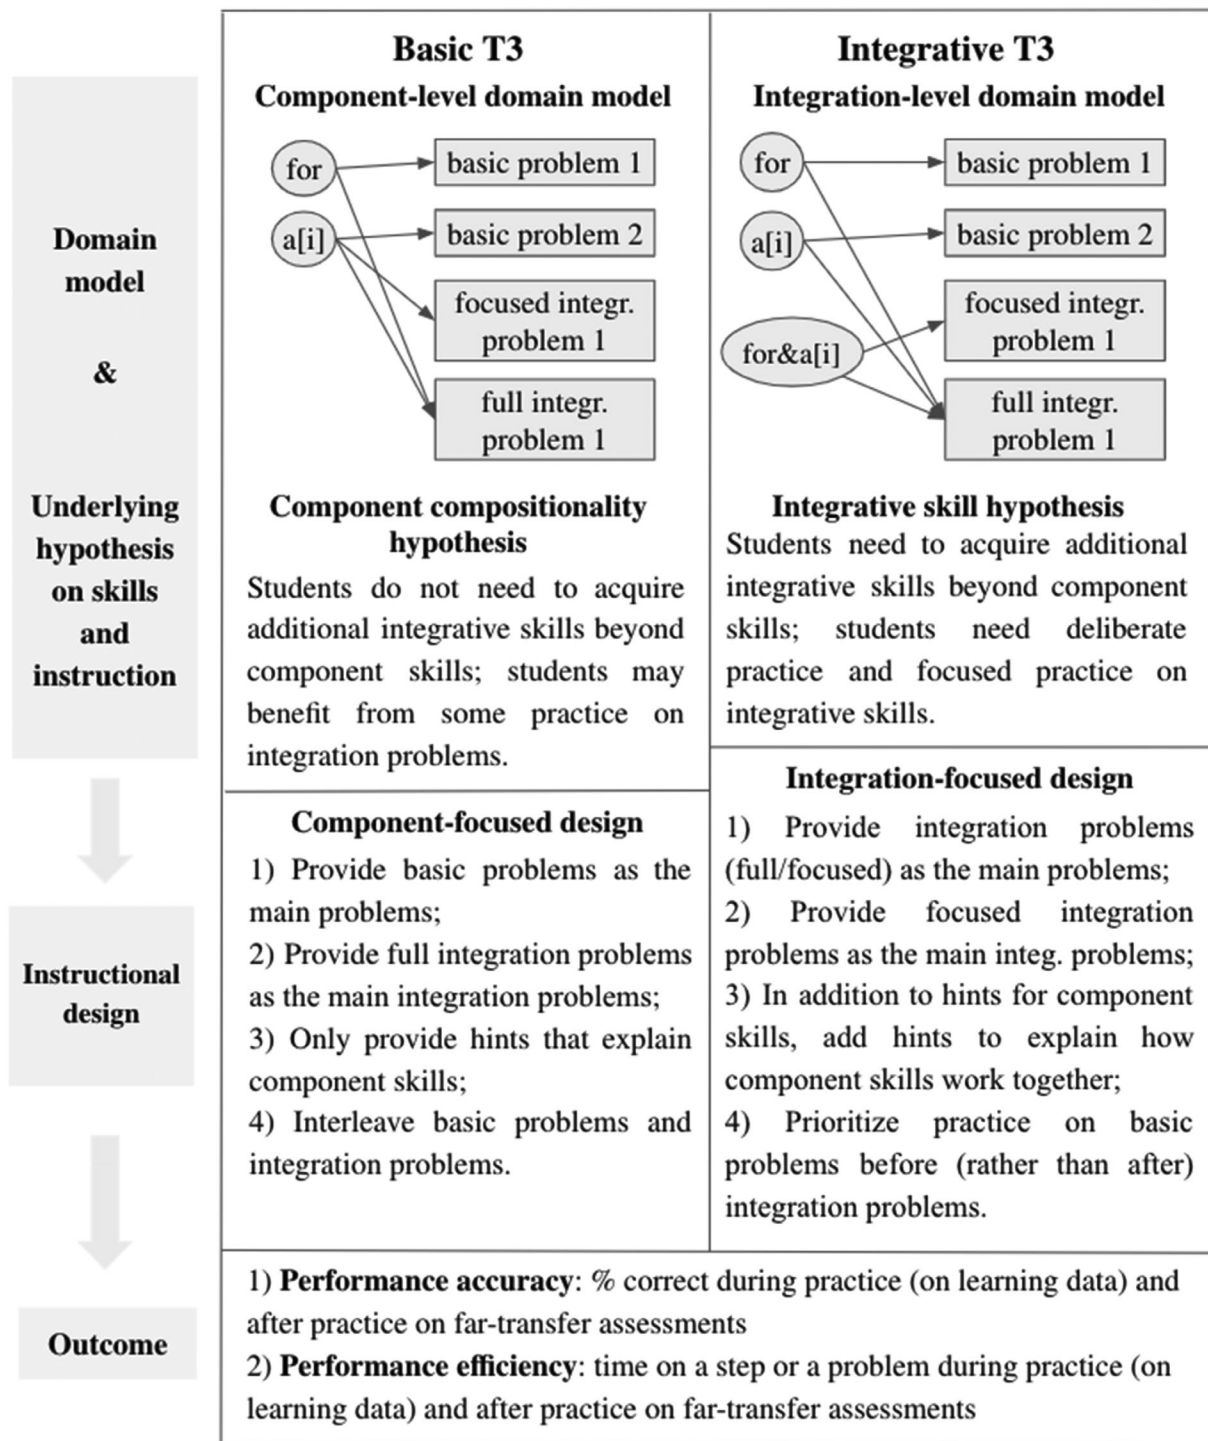 Domain
model
&
Underlying
hypothesis
on skills
and
instruction
Basic T3
Component-level domain model
for
a[i]
basic problem 1
basic problem 2
focused integr.
problem 1
full integr.
problem 1
Component compositionality
hypothesis
Students do not need to acquire
additional integrative skills beyond
component skills; students may
benefit from some practice on
integration problems.
Integrative T3
Integration-level domain model
for
a[i]
for&a[i]
basic problem 1
basic problem 2
focused integr.
problem 1
full integr.
problem 1
Integrative skill hypothesis
Students need to acquire additional
integrative skills beyond component
skills; students need deliberate
practice and focused practice on
integrative skills.
Instructional
design
Component-focused design
1) Provide basic problems as the
main problems;
2) Provide full integration problems
as the main integration problems;
3) Only provide hints that explain
component skills;
4) Interleave basic problems and
integration problems.
Integration-focused design
1) Provide integration problems
(full/focused) as the main problems;
2) Provide focused integration
problems as the main integ. problems;
3) In addition to hints for component
skills, add hints to explain how
component skills work together;
4) Prioritize practice on basic
problems before (rather than after)
integration problems.
Outcome
1) Performance accuracy: % correct during practice (on learning data) and
after practice on far-transfer assessments
2) Performance efficiency: time on a step or a problem during practice (on
learning data) and after practice on far-transfer assessments